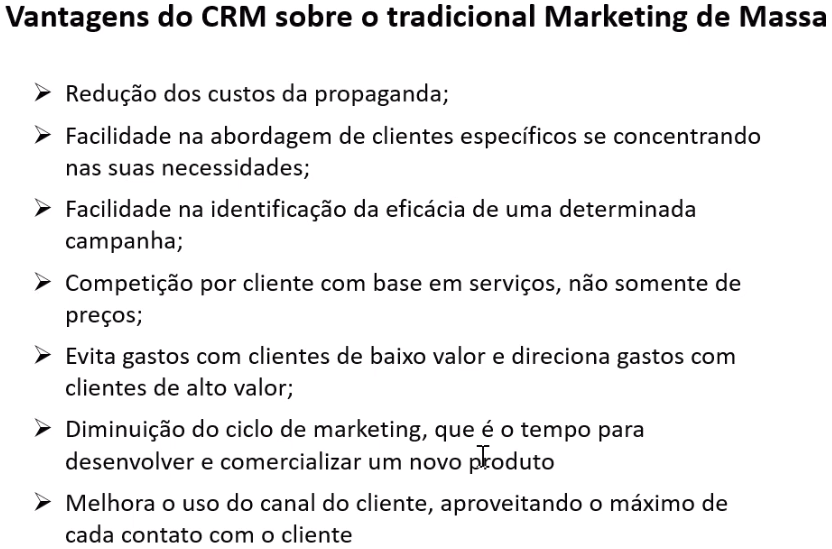 Vantagens do CRM sobre o tradicional Marketing de Massa
➢ Redução dos custos da propaganda;
➢ Facilidade na abordagem de clientes específicos se concentrando
nas suas necessidades;
➢ Facilidade na identificação da eficácia de uma determinada
campanha;
➢ Competição por cliente com base em serviços, não somente de
preços;
➢ Evita gastos com clientes de baixo valor e direciona gastos com
clientes de alto valor;
➢ Diminuição do ciclo de marketing, que é o tempo para
desenvolver e comercializar um novo produto
➢ Melhora o uso do canal do cliente, aproveitando o máximo de
cada contato com o cliente